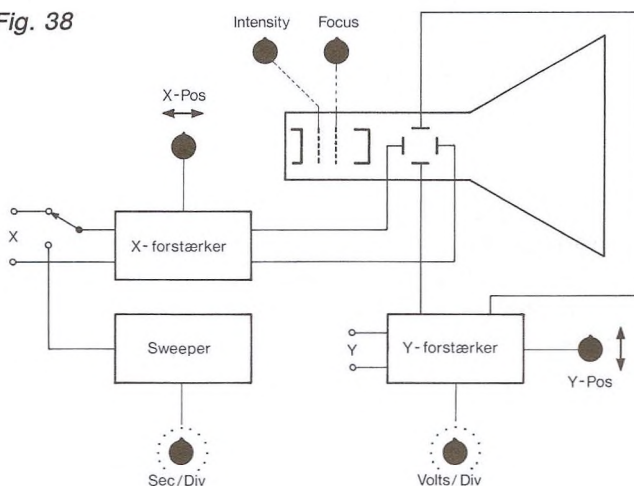 Fig. 38
Intensity
Focus
X-Pos
X
X-forstærker
Sweeper
Y
Y-forstærker
Y-Pos
Sec/Div
Volts/Div